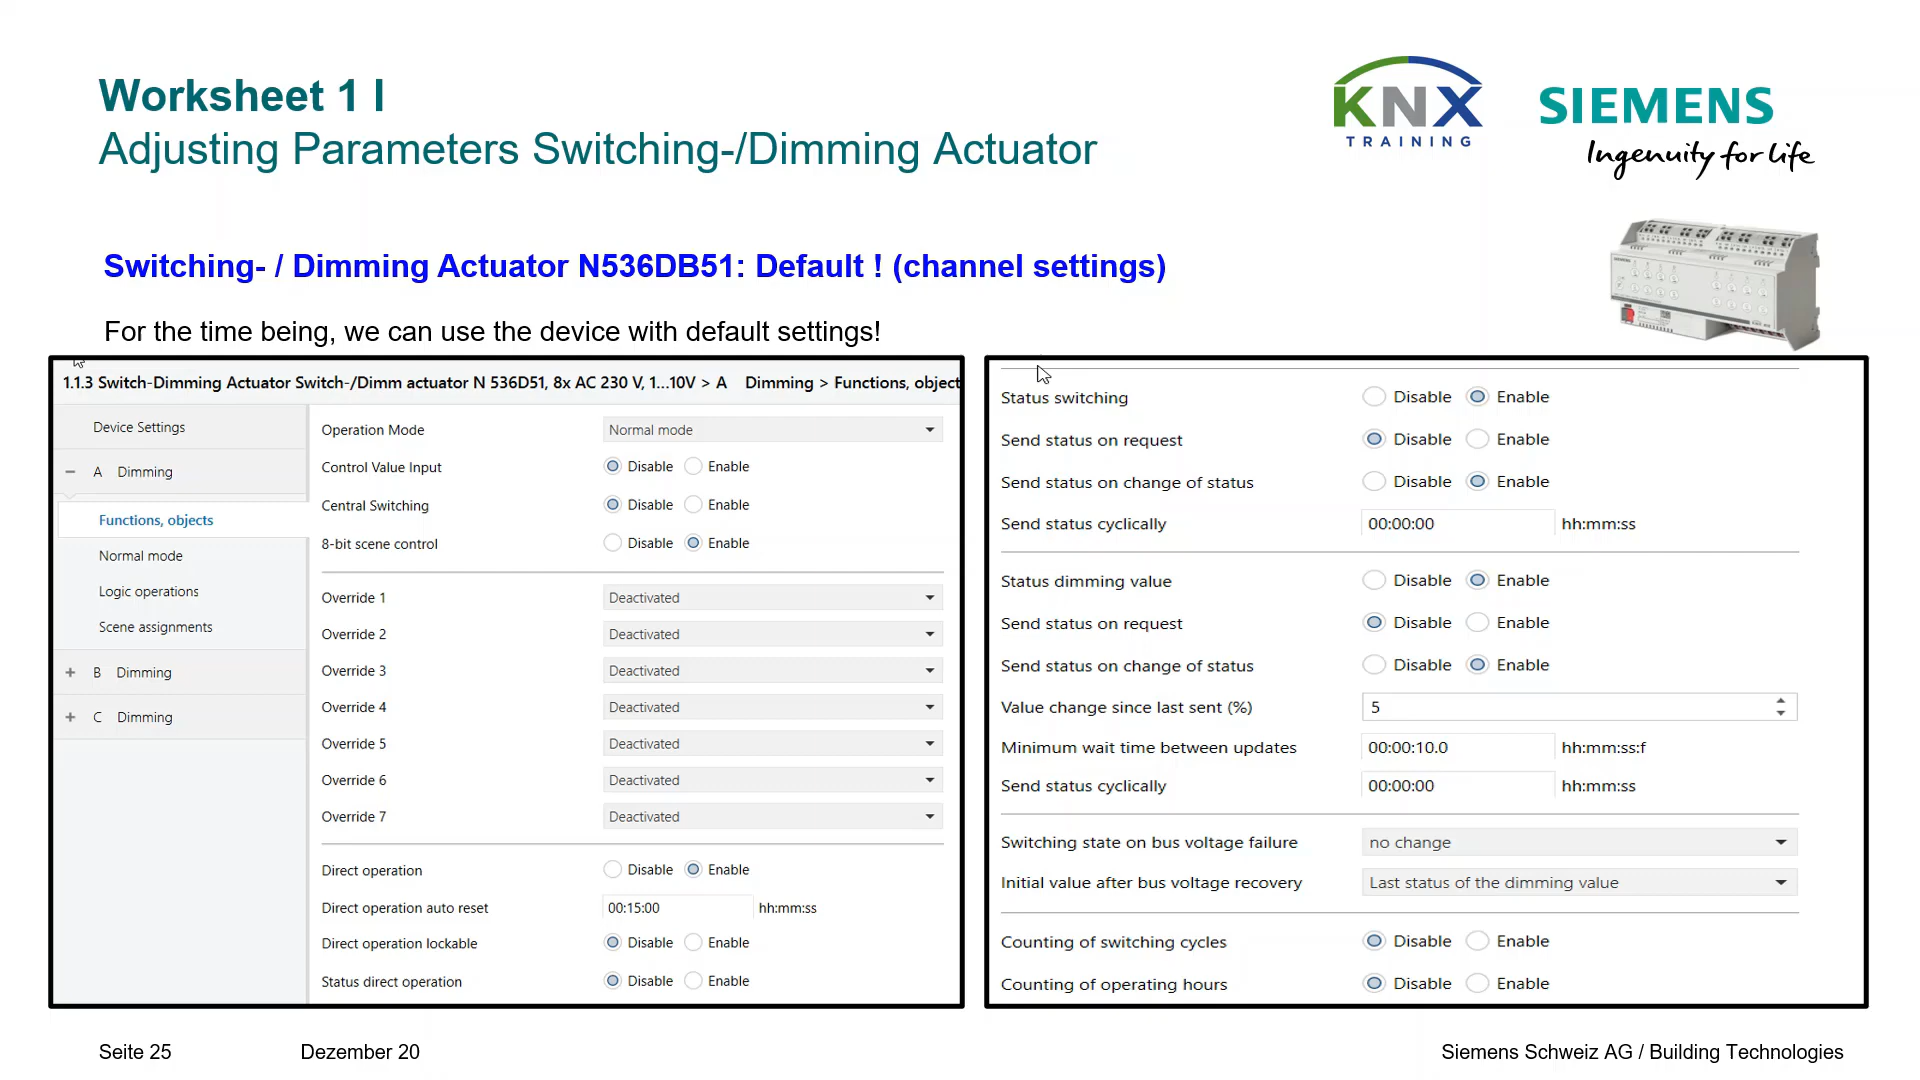 Worksheet 1 I
Adjusting Parameters Switching-/Dimming Actuator
KNX
TRAINING
SIEMENS
Ingenuity for life
Switching- / Dimming Actuator N536DB51: Default ! (channel settings)
For the time being, we can use the device with default settings!
1.1.3 Switch-Dimming Actuator Switch-/Dimm actuator N 536D51, 8x AC 230 V, 1...10V > A Dimming > Functions, object
Device Settings
− A Dimming
Functions, objects
Normal mode
Logic operations
Scene assignments
+ B Dimming
+ C Dimming
Operation Mode Normal mode
Control Value Input Disable Enable
Central Switching Disable Enable
8-bit scene control Disable Enable
Override 1 Deactivated
Override 2 Deactivated
Override 3 Deactivated
Override 4 Deactivated
Override 5 Deactivated
Override 6 Deactivated
Override 7 Deactivated
Direct operation Disable Enable
Direct operation auto reset 00:15:00 hh:mm:ss
Direct operation lockable Disable Enable
Status direct operation Disable Enable
Status switching Disable Enable
Send status on request Disable Enable
Send status on change of status Disable Enable
Send status cyclically 00:00:00 hh:mm:ss
Status dimming value Disable Enable
Send status on request Disable Enable
Send status on change of status Disable Enable
Value change since last sent (%) 5
Minimum wait time between updates 00:00:10.0 hh:mm:ss:f
Send status cyclically 00:00:00 hh:mm:ss
Switching state on bus voltage failure no change
Initial value after bus voltage recovery Last status of the dimming value
Counting of switching cycles Disable Enable
Counting of operating hours Disable Enable
Seite 25 Dezember 20 Siemens Schweiz AG / Building Technologies